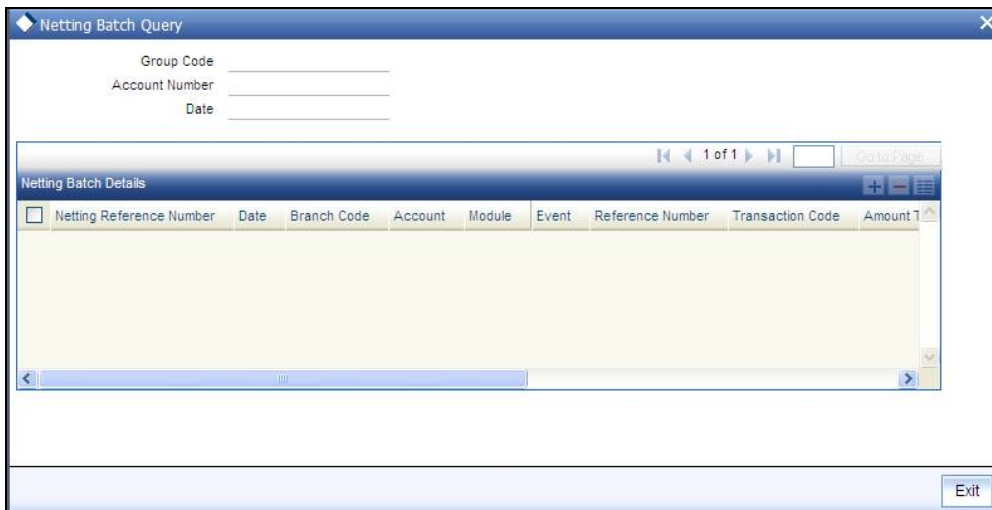 Netting Batch Query
Group Code
Account Number
Date
1 of 1 Go to Page
Netting Batch Details
Netting Reference Number Date Branch Code Account Module Event Reference Number Transaction Code Amount T
Exit